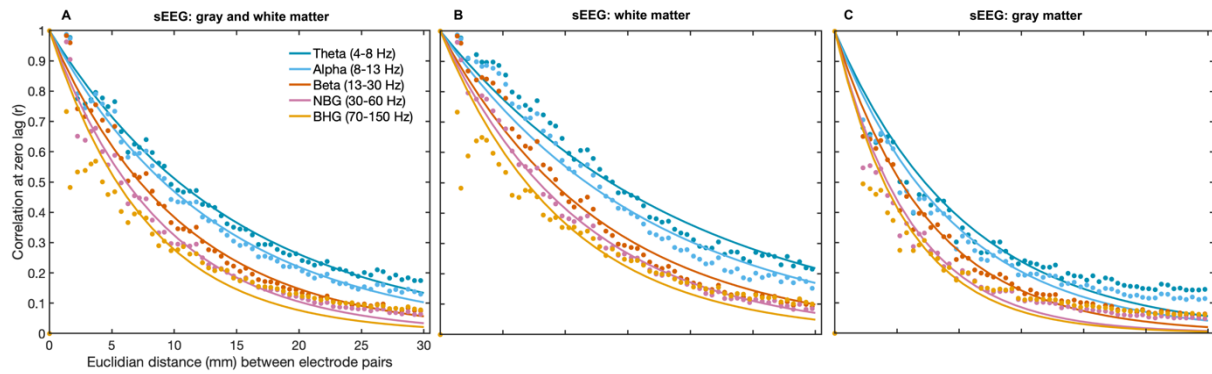 A
sEEG: gray and white matter
B
sEEG: white matter
C
sEEG: gray matter
Theta (4-8 Hz)
Alpha (8-13 Hz)
Beta (13-30 Hz)
NBG (30-60 Hz)
BHG (70-150 Hz)
Correlation at zero lag (r)
1
0.9
0.8
0.7
0.6
0.5
0.4
0.3
0.2
0.1
0
0 5 10 15 20 25 30
Euclidian distance (mm) between electrode pairs